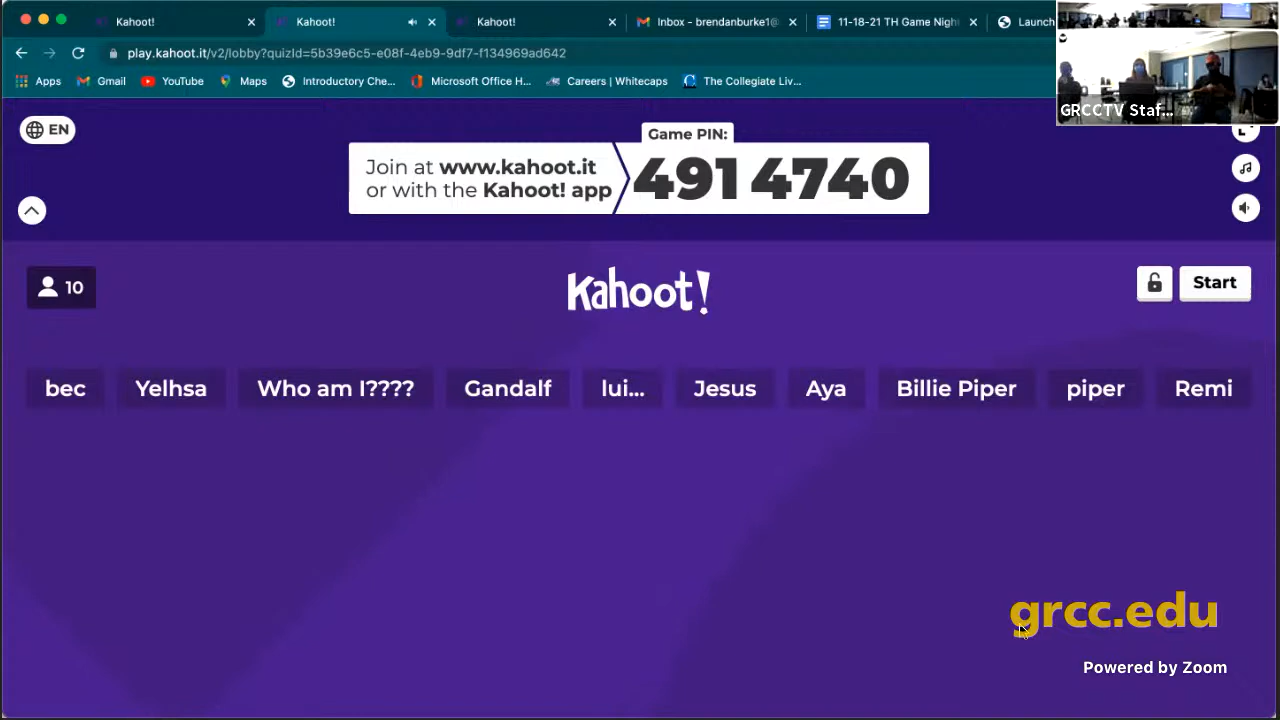 Kahoot!
Kahoot!
Kahoot!
Inbox - brendanburke1@
11-18-21 TH Game Night
Launch
play.kahoot.it/v2/lobby?quizId=5b39e6c5-e08f-4eb9-9df7-f134969ad642
Apps
Gmail
YouTube
Maps
Introductory Che...
Microsoft Office H...
Careers | Whitecaps
The Collegiate Liv...
GRCCTV Staf...
EN
Game PIN:
Join at www.kahoot.it
or with the Kahoot! app
491 4740
10
Kahoot!
Start
bec
Yelhsa
Who am I????
Gandalf
lui...
Jesus
Aya
Billie Piper
piper
Remi
grcc.edu
Powered by Zoom